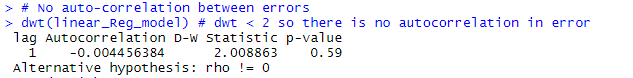 > # No auto-correlation between errors
> dwt(linear_Reg_model) # dwt < 2 so there is no autocorrelation in error
lag Autocorrelation D-W Statistic p-value
1 -0.004456384 2.008863 0.59
Alternative hypothesis: rho != 0